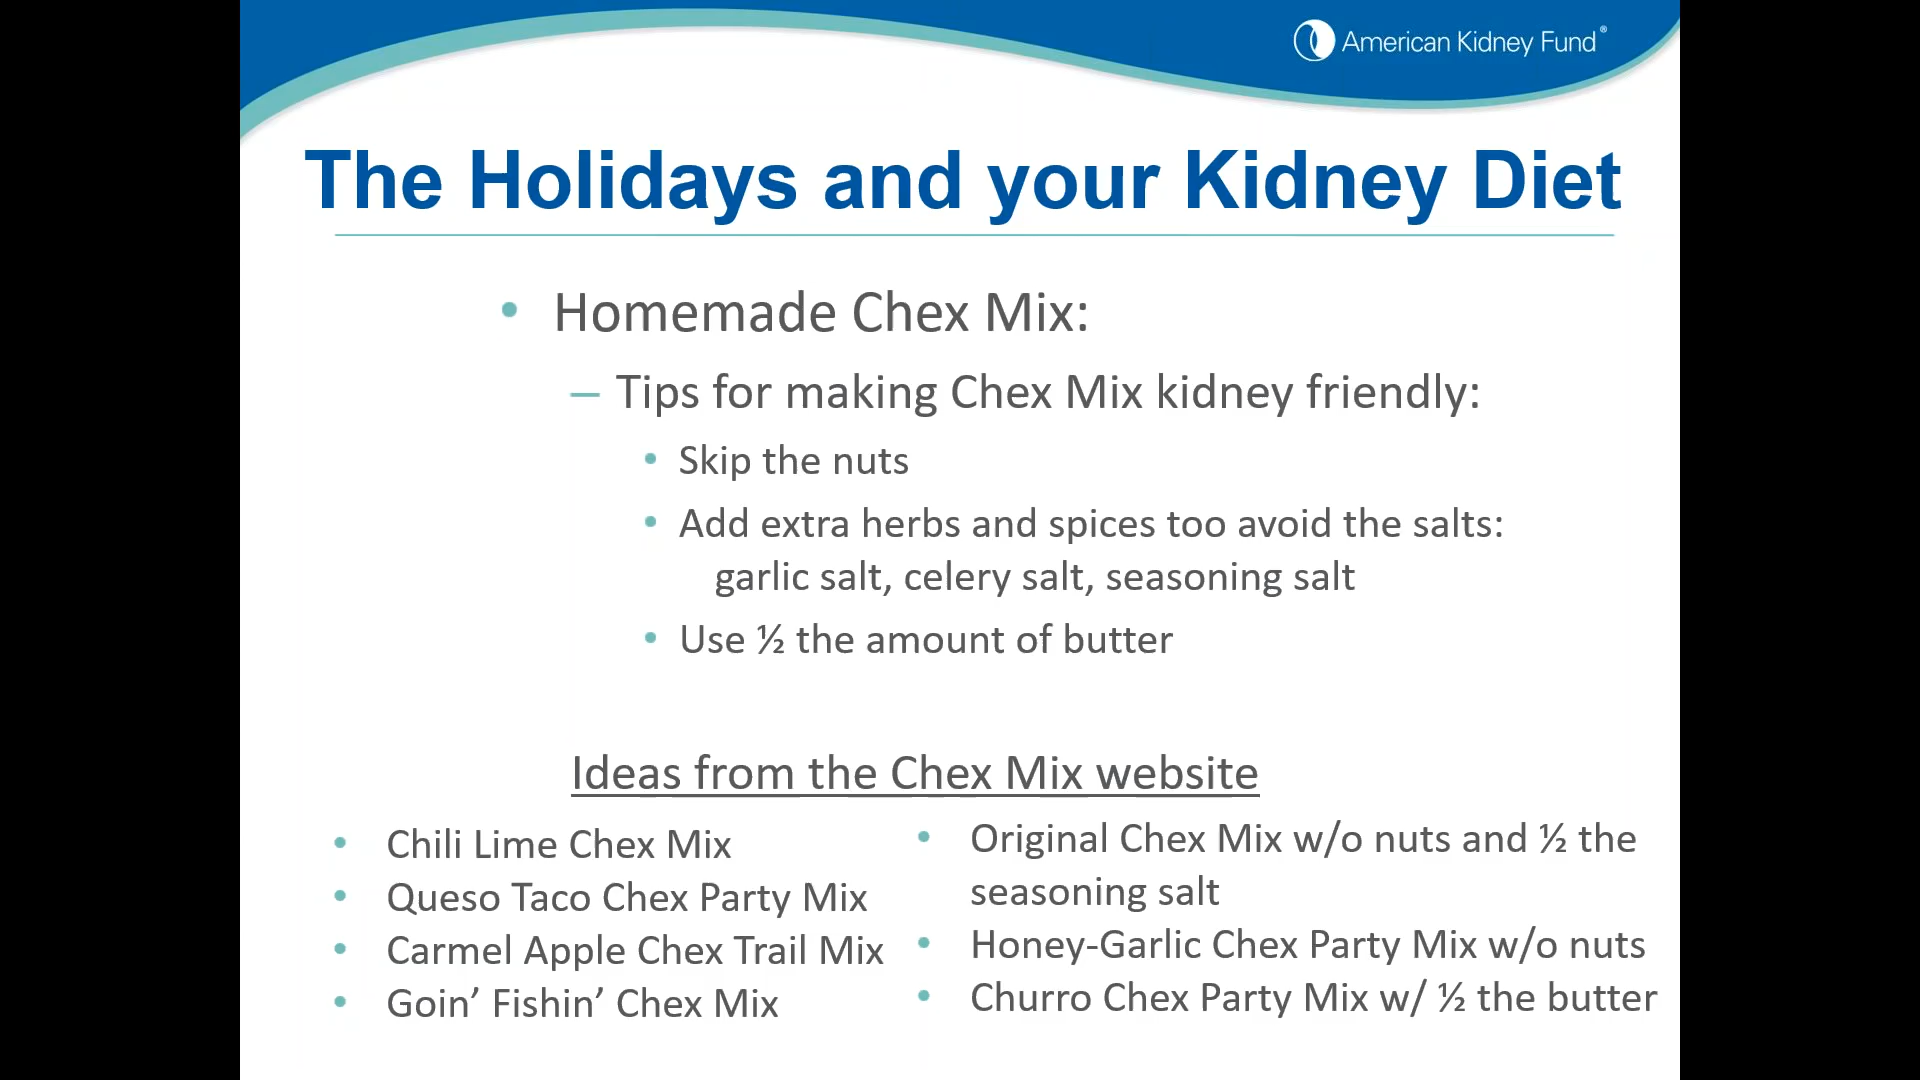 American Kidney Fund®
The Holidays and your Kidney Diet
• Homemade Chex Mix:
– Tips for making Chex Mix kidney friendly:
• Skip the nuts
• Add extra herbs and spices too avoid the salts:
garlic salt, celery salt, seasoning salt
• Use ½ the amount of butter
Ideas from the Chex Mix website
• Chili Lime Chex Mix
• Queso Taco Chex Party Mix
• Carmel Apple Chex Trail Mix
• Goin’ Fishin’ Chex Mix
• Original Chex Mix w/o nuts and ½ the
seasoning salt
• Honey-Garlic Chex Party Mix w/o nuts
• Churro Chex Party Mix w/ ½ the butter